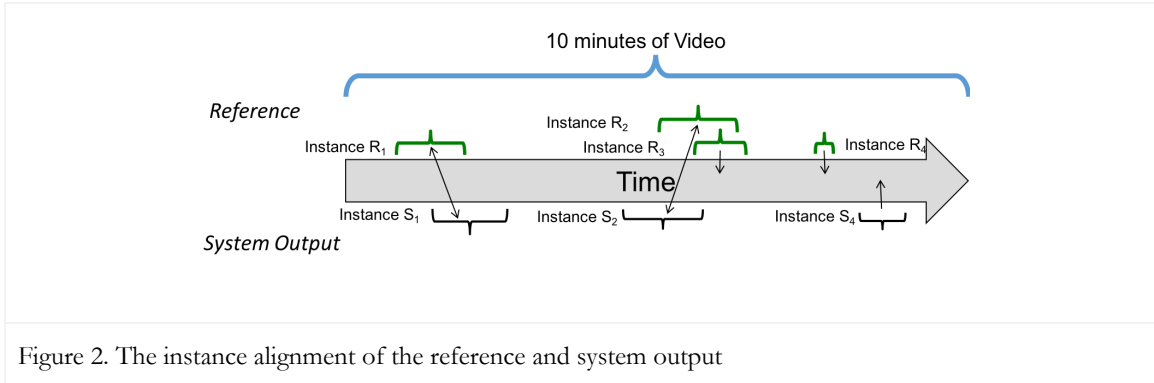 10 minutes of Video
Reference
Instance R2
Instance R1
Instance R3
Instance R4
Time
Instance S1
Instance S2
Instance S4
System Output
Figure 2. The instance alignment of the reference and system output